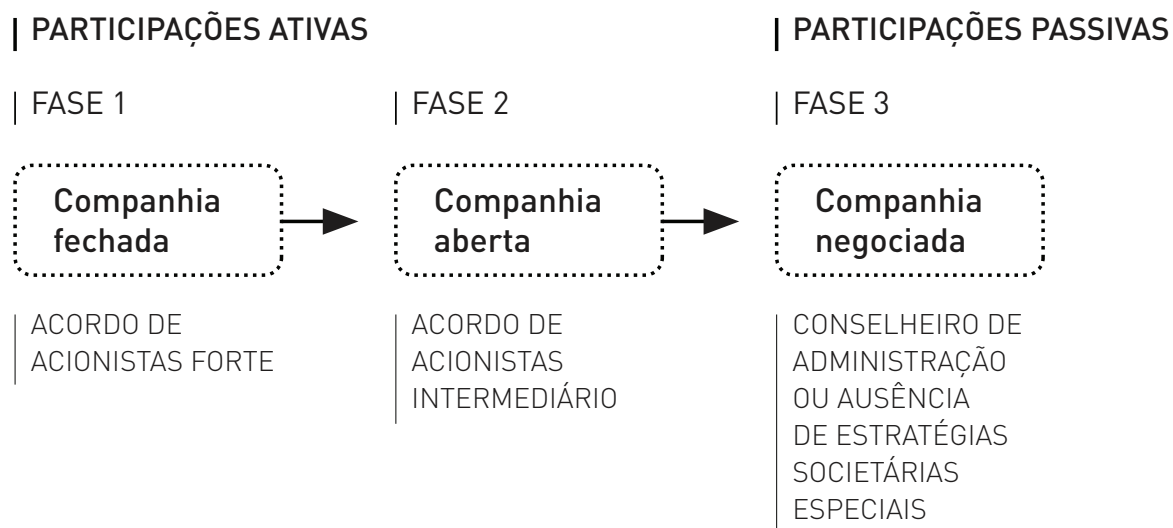 PARTICIPAÇÕES ATIVAS
PARTICIPAÇÕES PASSIVAS
FASE 1
FASE 2
FASE 3
Companhia
fechada
Companhia
aberta
Companhia
negociada
ACORDO DE
ACIONISTAS FORTE
ACORDO DE
ACIONISTAS
INTERMEDIÁRIO
CONSELHEIRO DE
ADMINISTRAÇÃO
OU AUSÊNCIA
DE ESTRATÉGIAS
SOCIETÁRIAS
ESPECIAIS